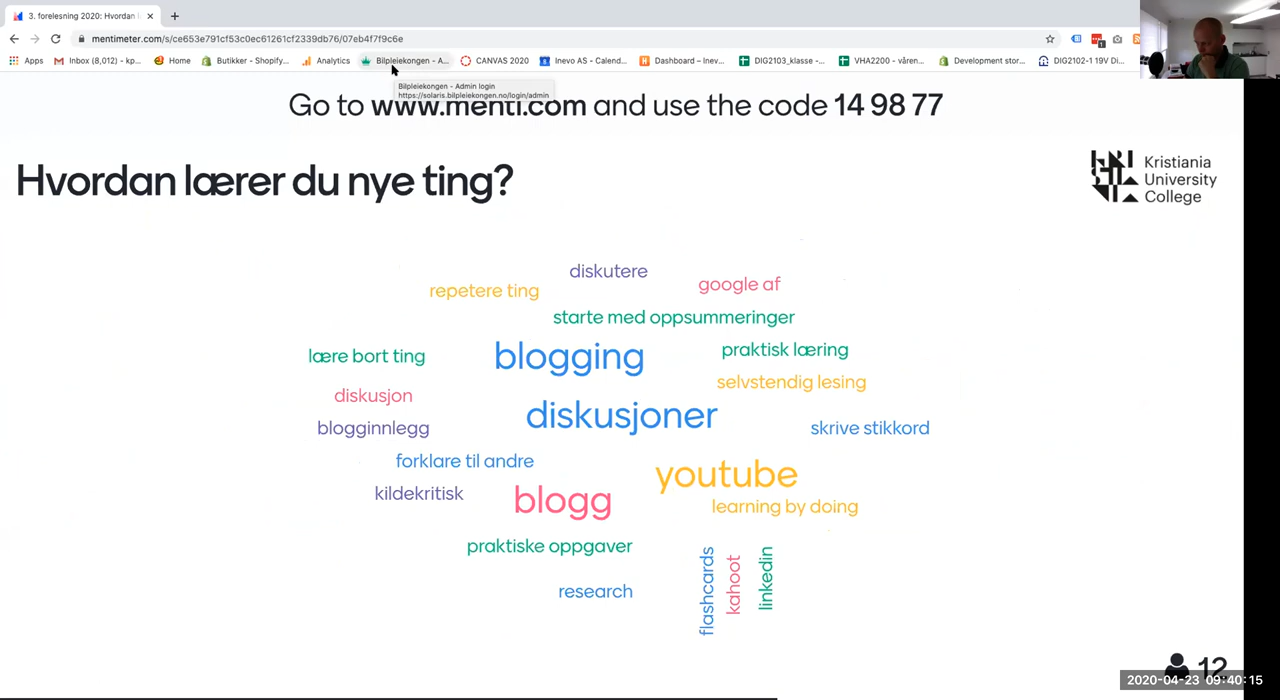 3. forelesning 2020: Hvordan
mentimeter.com/s/ce653e791cf53c0ec61261cf2339db76/07eb4f7f9c6e
Apps
Inbox (8,012) - kp...
Home
Butikker - Shopify...
Analytics
Bilpleiekongen - A...
CANVAS 2020
Inevo AS - Calend...
Dashboard – Inev...
DIG2103_klasse -...
VHA2200 - våren...
Development stor...
DIG2102-1 19V Di...
Bilpleiekongen - Admin login
https://solaris.bilpleiekongen.no/login/admin
Go to www.menti.com and use the code 14 98 77
Hvordan lærer du nye ting?
Kristiania
University
College
diskutere
repetere ting
google af
starte med oppsummeringer
lære bort ting
blogging
praktisk læring
selvstendig lesing
diskusjon
diskusjoner
blogginnlegg
skrive stikkord
forklare til andre
youtube
kildekritisk
blogg
learning by doing
praktiske oppgaver
research
flashcards
kahoot
linkedin
12
2020-04-23 09:40:15